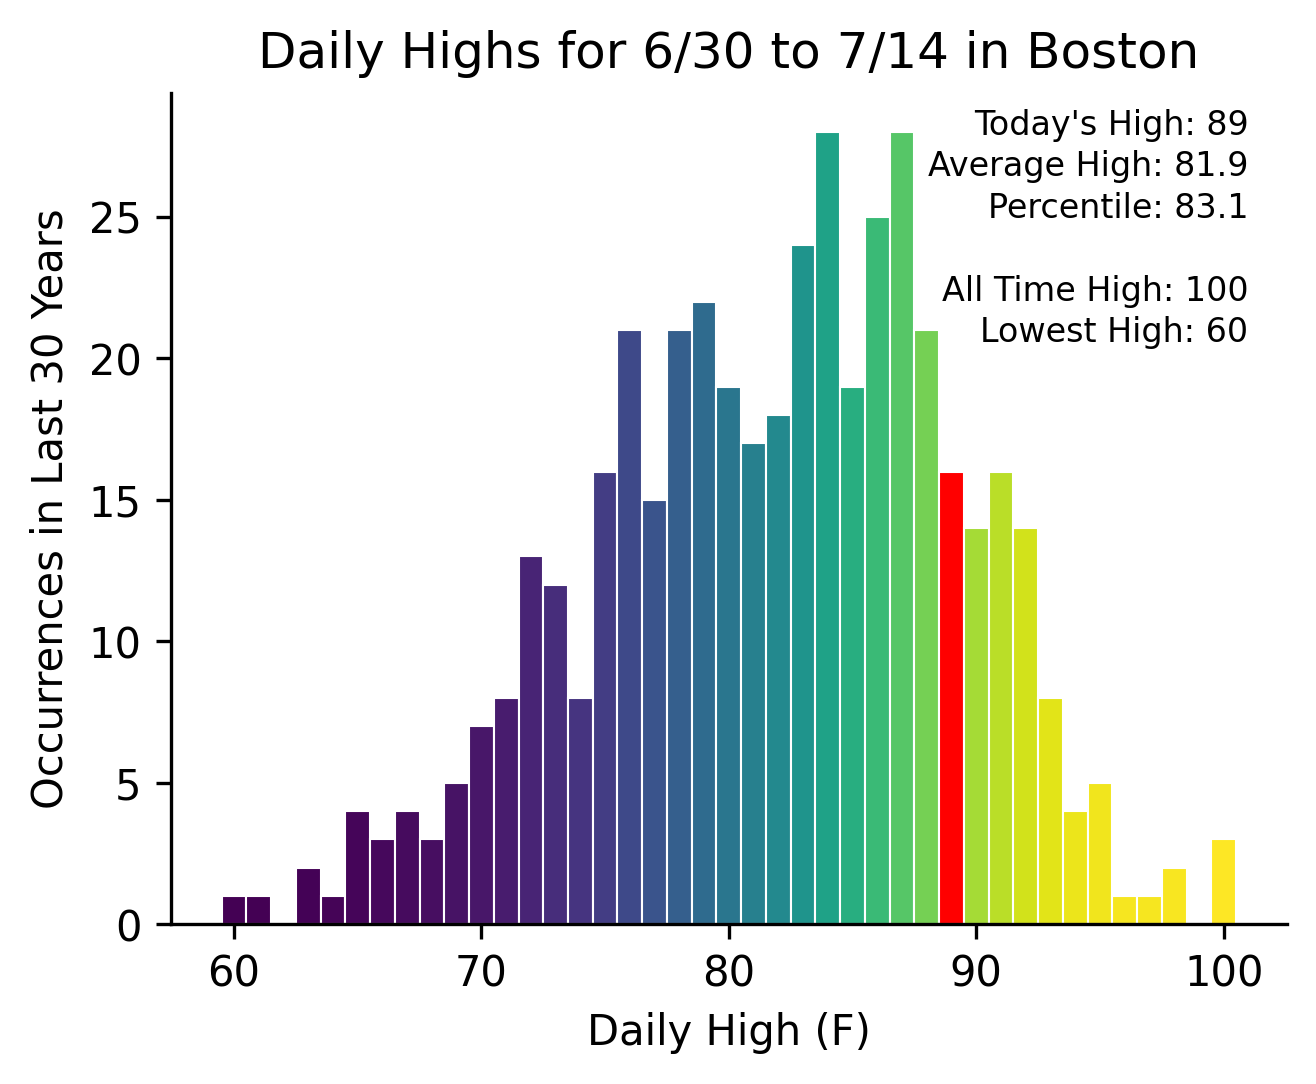 Daily Highs for 6/30 to 7/14 in Boston
Today's High: 89
Average High: 81.9
Percentile: 83.1
All Time High: 100
Lowest High: 60
Occurrences in Last 30 Years
25
20
15
10
5
0
60 70 80 90 100
Daily High (F)